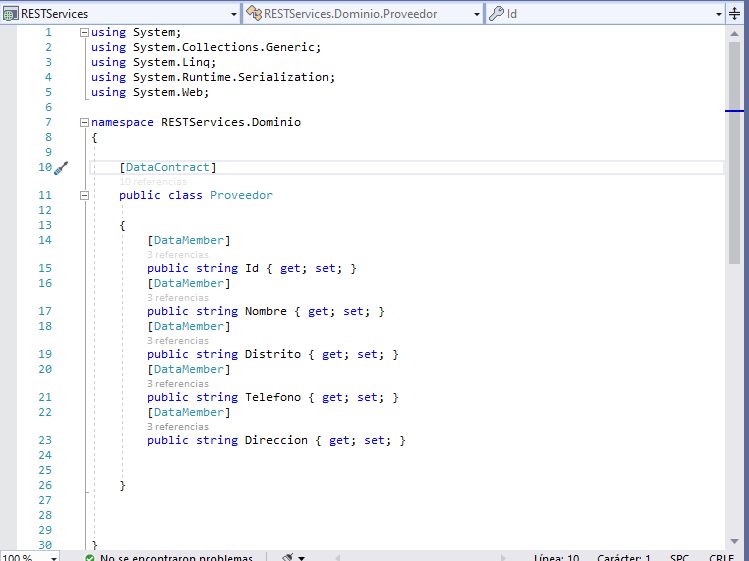 RESTServices RESTServices.Dominio.Proveedor Id
1 using System;
2 using System.Collections.Generic;
3 using System.Linq;
4 using System.Runtime.Serialization;
5 using System.Web;
6
7 namespace RESTServices.Dominio
8 {
9
10 [DataContract]
10 referencias
11 public class Proveedor
12
13 {
14 [DataMember]
3 referencias
15 public string Id { get; set; }
16 [DataMember]
3 referencias
17 public string Nombre { get; set; }
18 [DataMember]
3 referencias
19 public string Distrito { get; set; }
20 [DataMember]
3 referencias
21 public string Telefono { get; set; }
22 [DataMember]
3 referencias
23 public string Direccion { get; set; }
24
25
26 }
27
28
29
30 }
100 % No se encontraron problemas Línea: 10 Carácter: 1 SPC CRLF